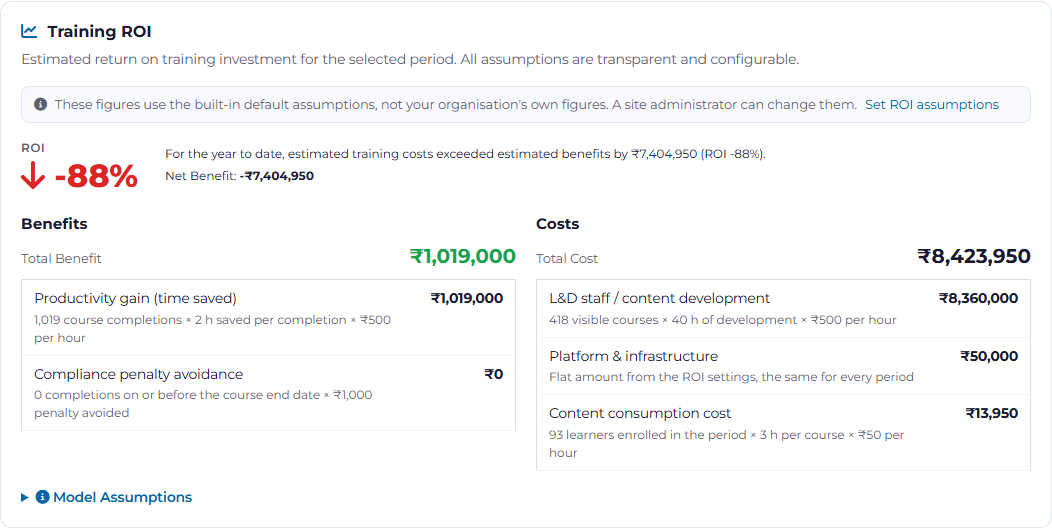 Training ROI
Estimated return on training investment for the selected period. All assumptions are transparent and configurable.
These figures use the built-in default assumptions, not your organisation's own figures. A site administrator can change them. Set ROI assumptions
ROI
-88%
For the year to date, estimated training costs exceeded estimated benefits by ₹7,404,950 (ROI -88%).
Net Benefit: -₹7,404,950
Benefits
Total Benefit ₹1,019,000
Productivity gain (time saved) ₹1,019,000
1,019 course completions × 2 h saved per completion × ₹500
per hour
Compliance penalty avoidance ₹0
0 completions on or before the course end date × ₹1,000
penalty avoided
Costs
Total Cost ₹8,423,950
L&D staff / content development ₹8,360,000
418 visible courses × 40 h of development × ₹500 per hour
Platform & infrastructure ₹50,000
Flat amount from the ROI settings, the same for every period
Content consumption cost ₹13,950
93 learners enrolled in the period × 3 h per course × ₹50 per
hour
Model Assumptions